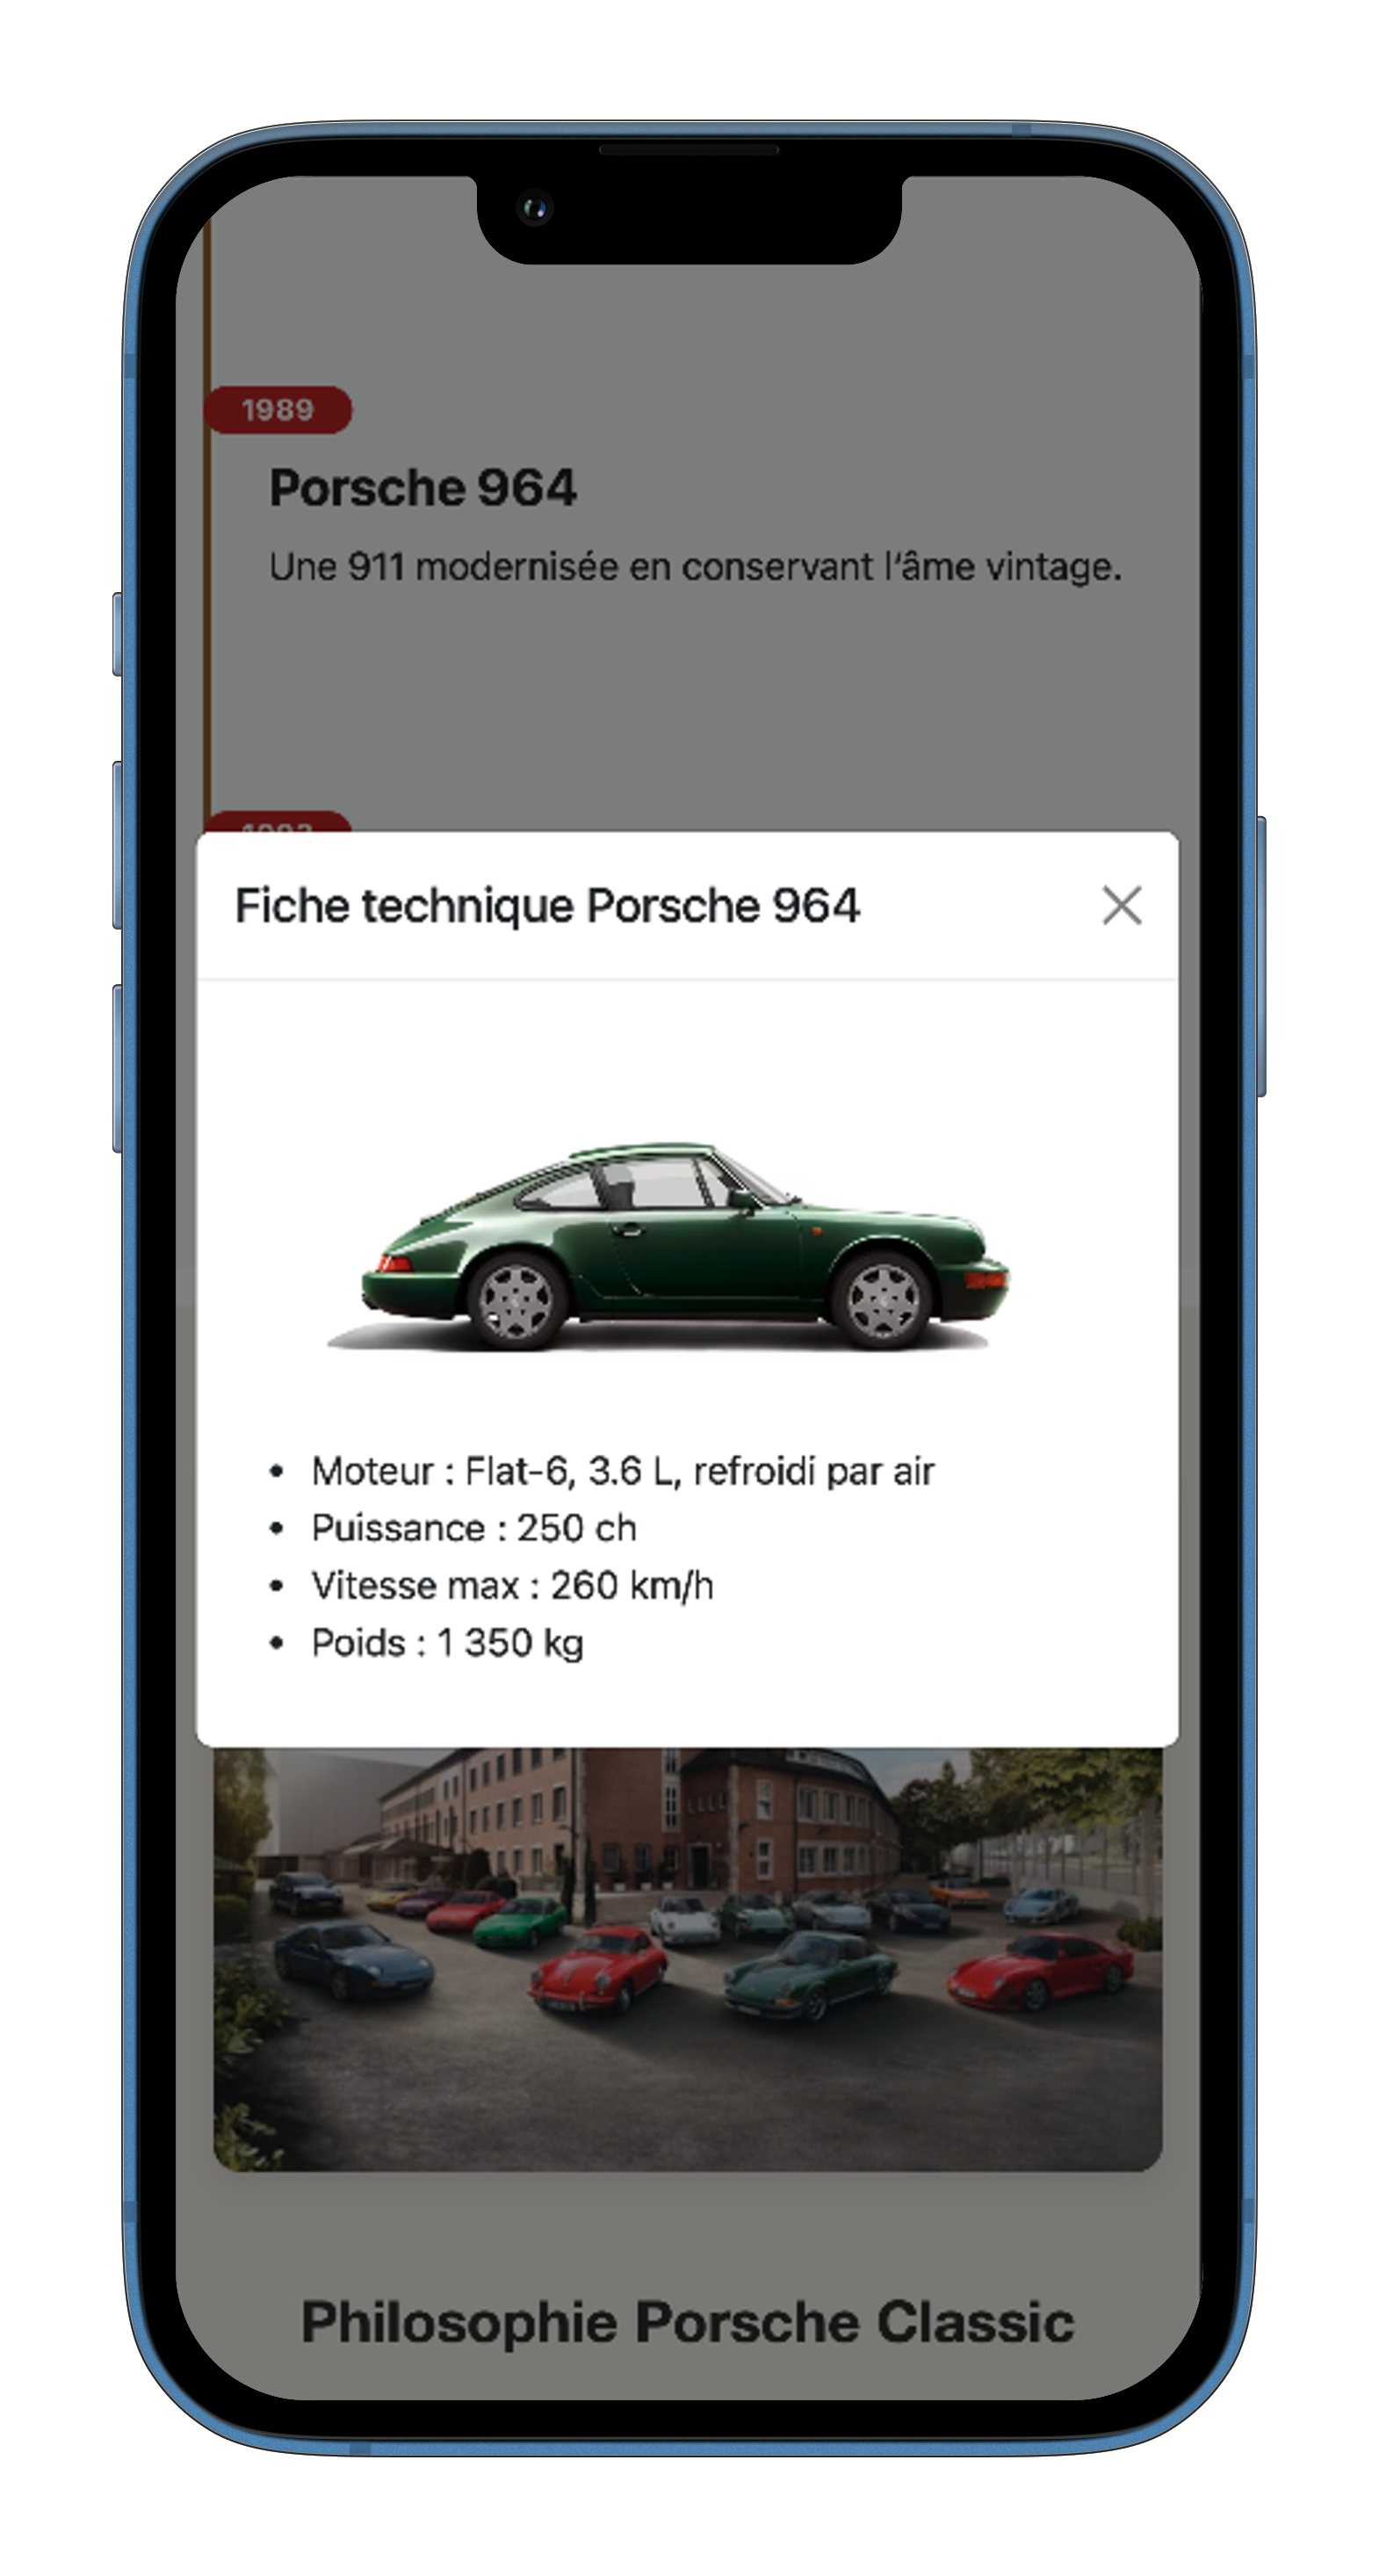 1989
Porsche 964
Une 911 modernisée en conservant l'âme vintage.
Fiche technique Porsche 964
• Moteur : Flat-6, 3.6 L, refroidi par air
• Puissance : 250 ch
• Vitesse max : 260 km/h
• Poids : 1 350 kg
Philosophie Porsche Classic